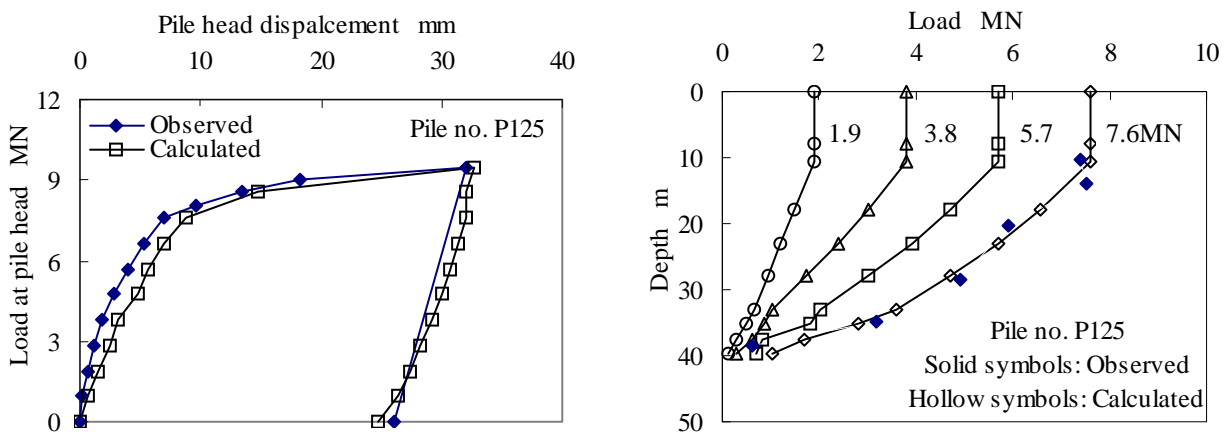 Pile head dispalcement mm
0 10 20 30 40
12
9
6
3
0
Load at pile head MN
Observed
Calculated
Pile no. P125
Load MN
0 2 4 6 8 10
0
10
20
30
40
50
Depth m
1.9 3.8 5.7 7.6MN
Pile no. P125
Solid symbols: Observed
Hollow symbols: Calculated